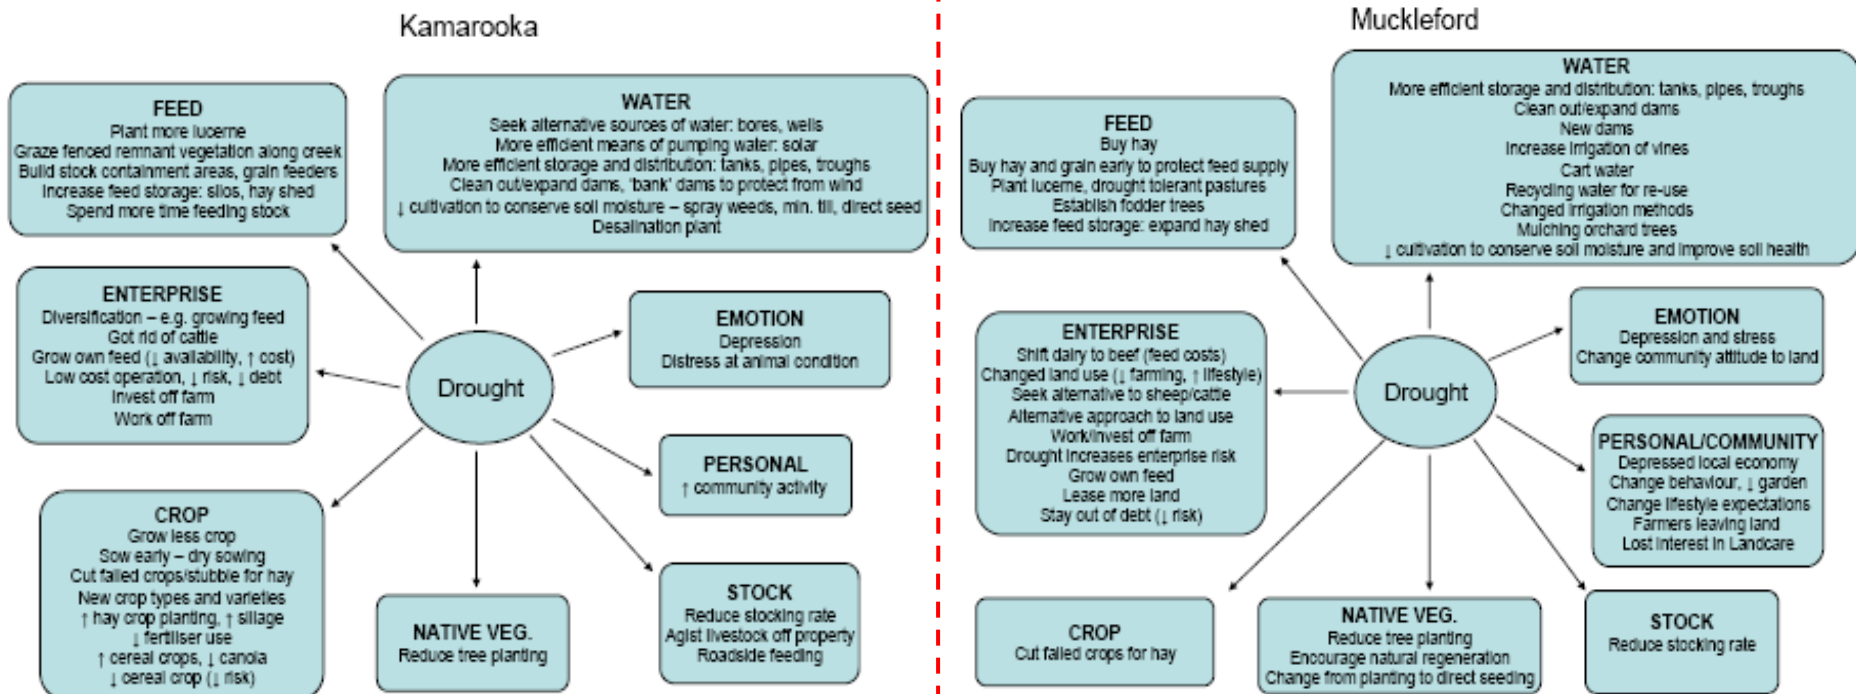 Kamarooka
FEED
Plant more lucerne
Graze fenced remnant vegetation along creek
Build stock containment areas, grain feeders
Increase feed storage: silos, hay shed
Spend more time feeding stock
WATER
Seek alternative sources of water: bores, wells
More efficient means of pumping water: solar
More efficient storage and distribution: tanks, pipes, troughs
Clean out/expand dams, 'bank' dams to protect from wind
↓ cultivation to conserve soil moisture – spray weeds, min. till, direct seed
Desalination plant
ENTERPRISE
Diversification – e.g. growing feed
Got rid of cattle
Grow own feed (↓ availability, ↑ cost)
Low cost operation, ↓ risk, ↓ debt
Invest off farm
Work off farm
Drought
EMOTION
Depression
Distress at animal condition
PERSONAL
↑ community activity
CROP
Grow less crop
Sow early – dry sowing
Cut failed crops/stubble for hay
New crop types and varieties
↑ hay crop planting, ↑ sillage
↓ fertiliser use
↑ cereal crops, ↓ canola
↓ cereal crop (↓ risk)
NATIVE VEG.
Reduce tree planting
STOCK
Reduce stocking rate
Agist livestock off property
Roadside feeding
Muckleford
FEED
Buy hay
Buy hay and grain early to protect feed supply
Plant lucerne, drought tolerant pastures
Establish fodder trees
Increase feed storage: expand hay shed
WATER
More efficient storage and distribution: tanks, pipes, troughs
Clean out/expand dams
New dams
Increase irrigation of vines
Cart water
Recycling water for re-use
Changed irrigation methods
Mulching orchard trees
↓ cultivation to conserve soil moisture and improve soil health
ENTERPRISE
Shift dairy to beef (feed costs)
Changed land use (↓ farming, ↑ lifestyle)
Seek alternative to sheep/cattle
Alternative approach to land use
Work/invest off farm
Drought increases enterprise risk
Grow own feed
Lease more land
Stay out of debt (↓ risk)
Drought
EMOTION
Depression and stress
Change community attitude to land
PERSONAL/COMMUNITY
Depressed local economy
Change behaviour, ↓ garden
Change lifestyle expectations
Farmers leaving land
Lost interest in Landcare
CROP
Cut failed crops for hay
NATIVE VEG.
Reduce tree planting
Encourage natural regeneration
Change from planting to direct seeding
STOCK
Reduce stocking rate